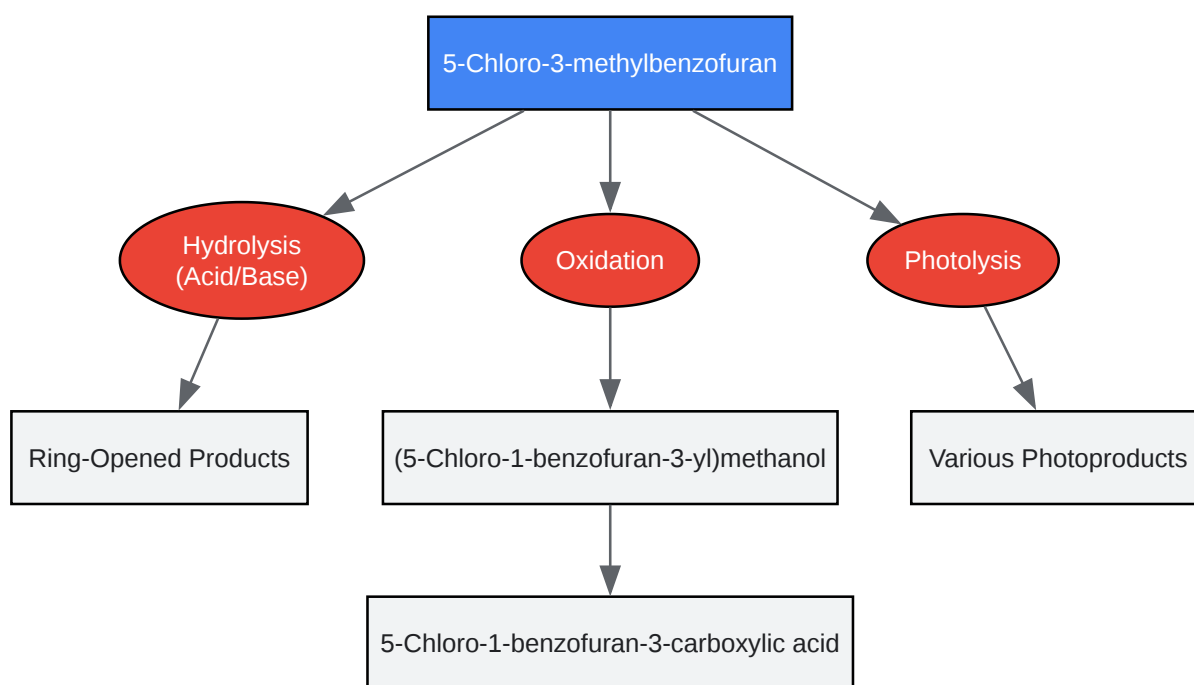 5-Chloro-3-methylbenzofuran
Hydrolysis
(Acid/Base)
Oxidation
Photolysis
Ring-Opened Products
(5-Chloro-1-benzofuran-3-yl)methanol
Various Photoproducts
5-Chloro-1-benzofuran-3-carboxylic acid